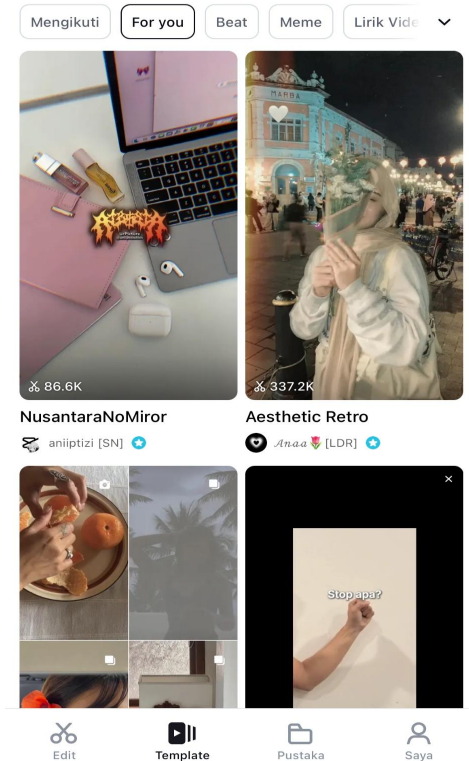 Mengikuti
For you
Beat
Meme
Lirik Vide
MARBA
86.6K
337.2K
NusantaraNoMiror
Aesthetic Retro
aniiptizi [SN]
𝓐𝓷𝓪𝓪🌷[LDR]
Stop apa?
Edit
Template
Pustaka
Saya